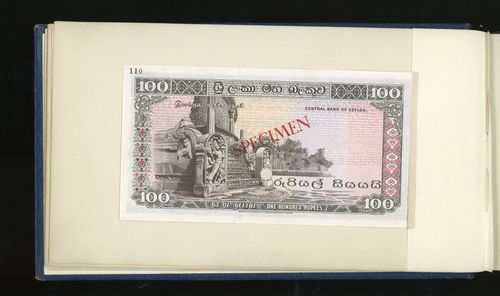 110
100 ශ්‍රී ලංකා මහ බැංකුව 100
CENTRAL BANK OF CEYLON
SPECIMEN
රුපියල් සියයයි
100 ONE HUNDRED RUPEES 100